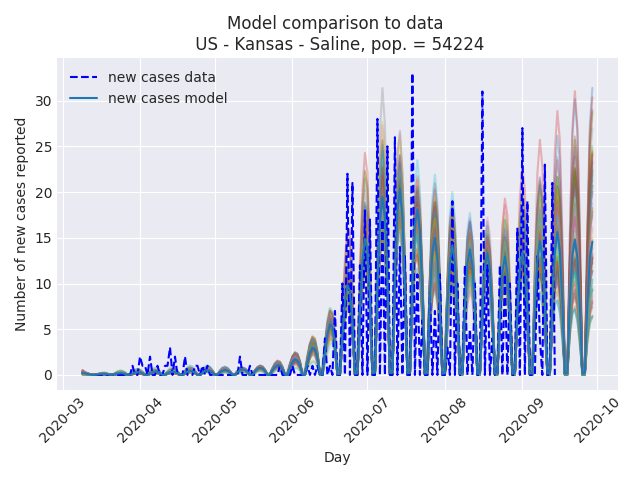 Model comparison to data
US - Kansas - Saline, pop. = 54224
new cases data
new cases model
Number of new cases reported
30
25
20
15
10
5
0
2020-03
2020-04
2020-05
2020-06
2020-07
2020-08
2020-09
2020-10
Day